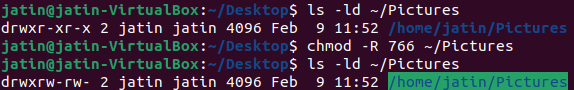 jatin@jatin-VirtualBox:~/Desktop$ ls -ld ~/Pictures
drwxr-xr-x 2 jatin jatin 4096 Feb  9 11:52 /home/jatin/Pictures
jatin@jatin-VirtualBox:~/Desktop$ chmod -R 766 ~/Pictures
jatin@jatin-VirtualBox:~/Desktop$ ls -ld ~/Pictures
drwxrw-rw- 2 jatin jatin 4096 Feb  9 11:52 /home/jatin/Pictures